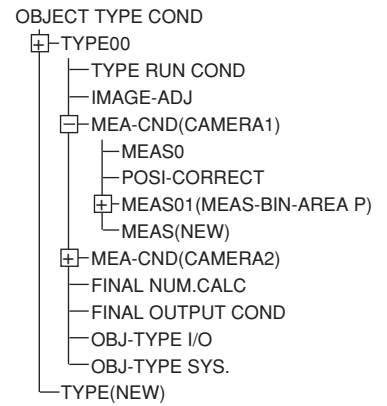 OBJECT TYPE COND
TYPE00
TYPE RUN COND
IMAGE-ADJ
MEA-CND(CAMERA1)
MEAS0
POSI-CORRECT
MEAS01(MEAS-BIN-AREA P)
MEAS(NEW)
MEA-CND(CAMERA2)
FINAL NUM.CALC
FINAL OUTPUT COND
OBJ-TYPE I/O
OBJ-TYPE SYS.
TYPE(NEW)